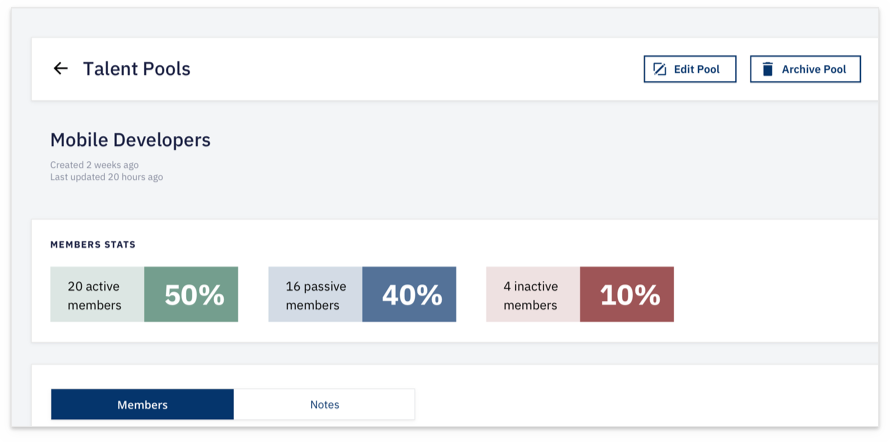 Talent Pools
Edit Pool
Archive Pool
Mobile Developers
Created 2 weeks ago
Last updated 20 hours ago
MEMBERS STATS
20 active
members
50%
16 passive
members
40%
4 inactive
members
10%
Members
Notes